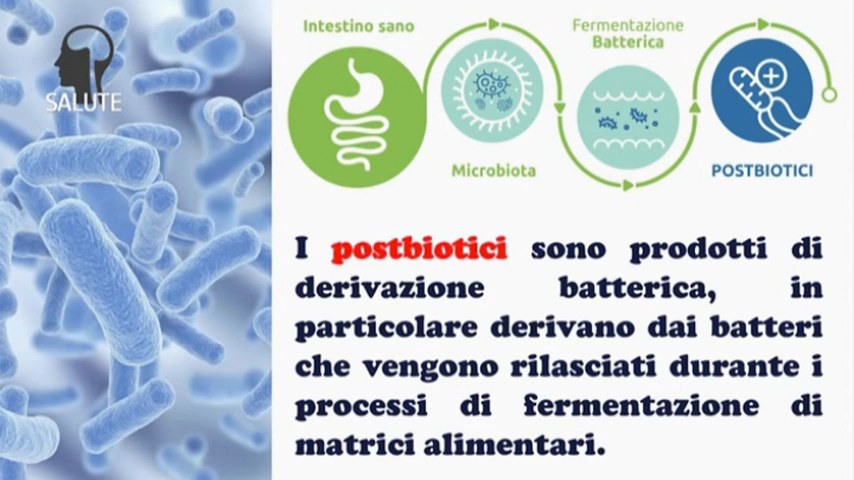 SALUTE
Intestino sano
Microbiota
Fermentazione
Batterica
POSTBIOTICI
I postbiotici sono prodotti di
derivazione batterica, in
particolare derivano dai batteri
che vengono rilasciati durante i
processi di fermentazione di
matrici alimentari.